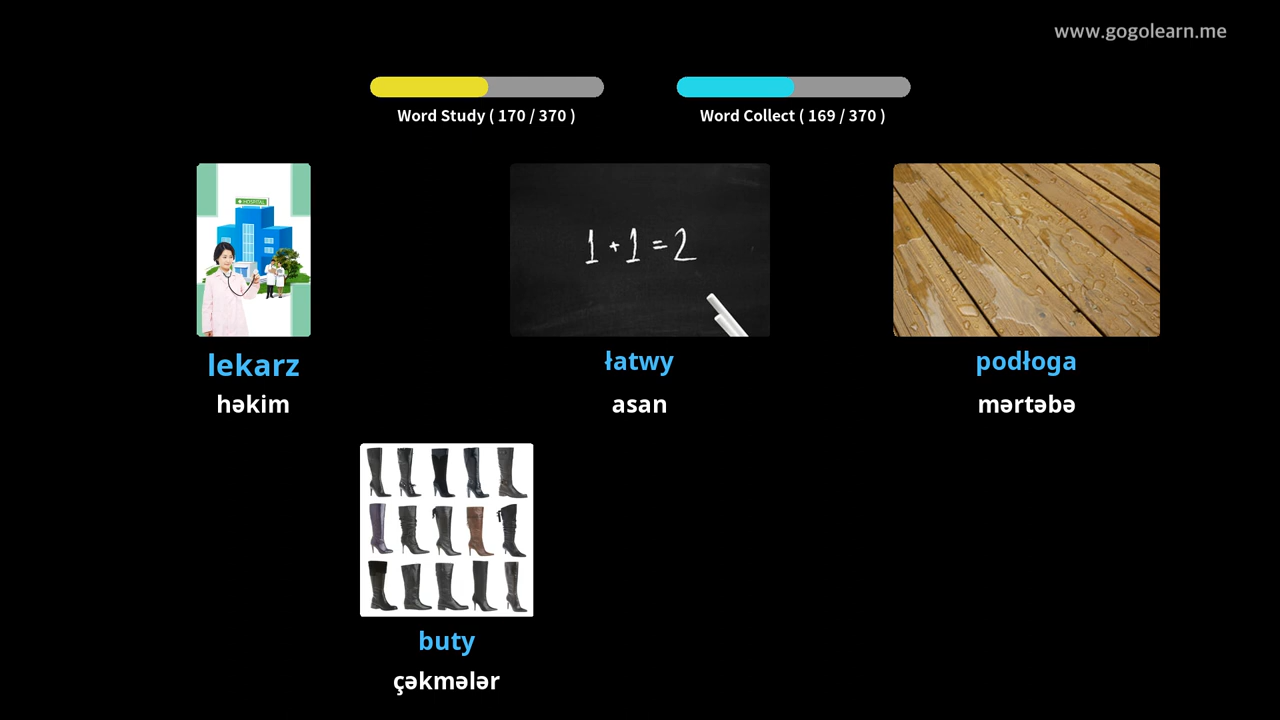 www.gogolearn.me
Word Study ( 170 / 370 )
Word Collect ( 169 / 370 )
HOSPITAL
1 + 1 = 2
lekarz
łatwy
podłoga
həkim
asan
mərtəbə
buty
çəkmələr